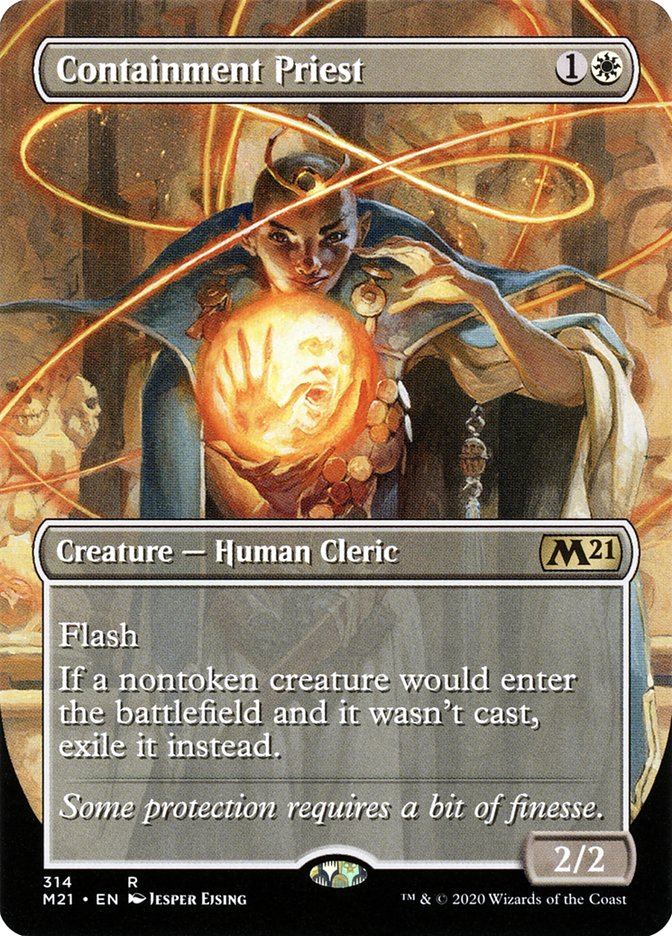 Containment Priest 1
Creature — Human Cleric M21
Flash
If a nontoken creature would enter
the battlefield and it wasn't cast,
exile it instead.
Some protection requires a bit of finesse.
2/2
314 R
M21 • EN Jesper Ejsing ™ & © 2020 Wizards of the Coast